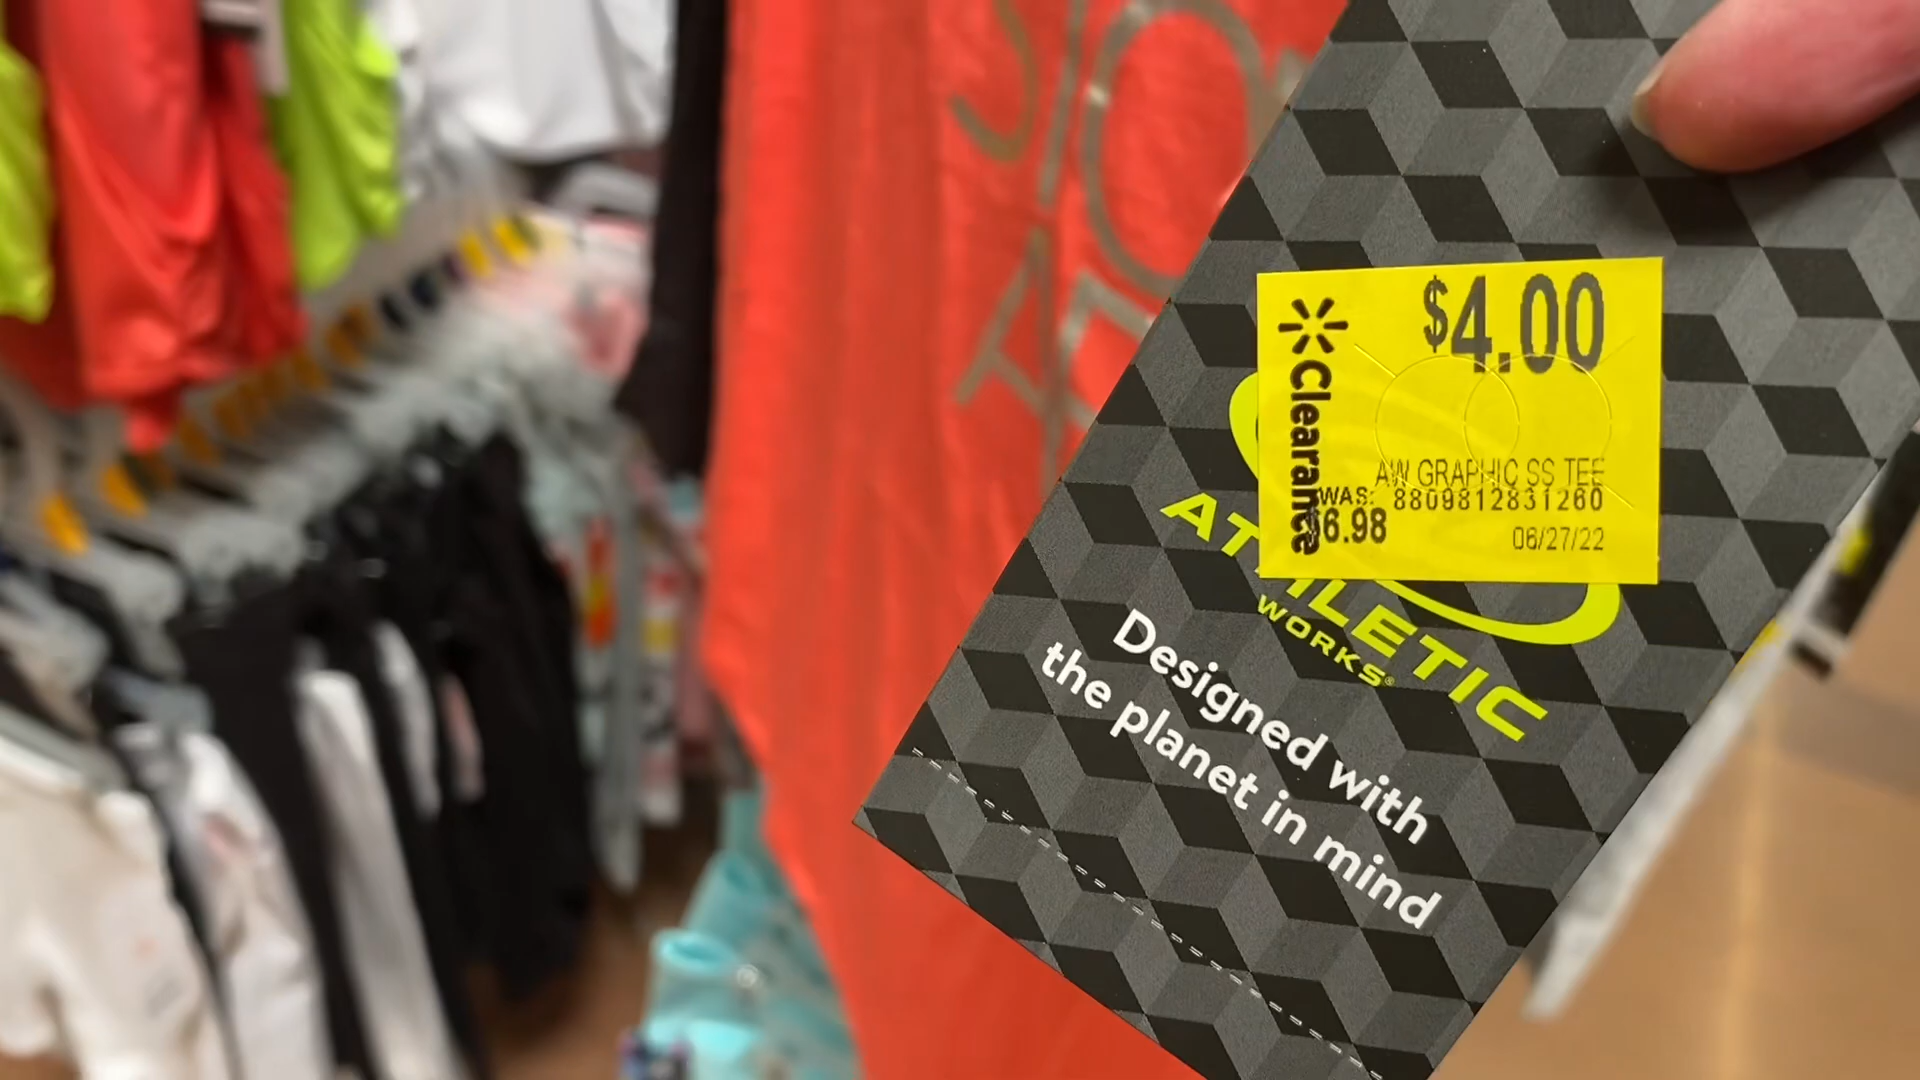 $4.00
Clearance
AW GRAPHIC SS TEE
WAS: 8809812831260
$6.98
06/27/22
ATHLETIC
WORKS®
Designed with
the planet in mind